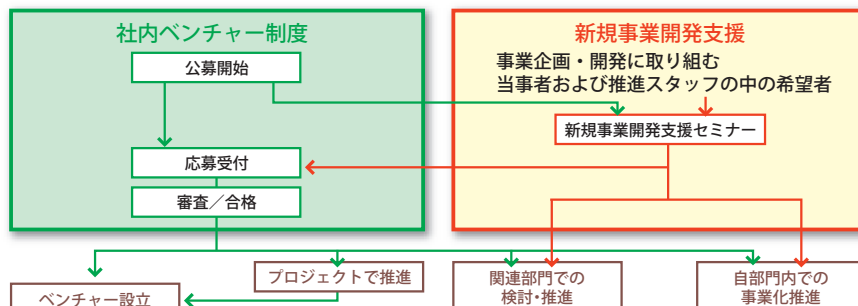 社内ベンチャー制度
公募開始
応募受付
審査／合格
新規事業開発支援
事業企画・開発に取り組む
当事者および推進スタッフの中の希望者
新規事業開発支援セミナー
ベンチャー設立
プロジェクトで推進
関連部門での
検討・推進
自部門内での
事業化推進